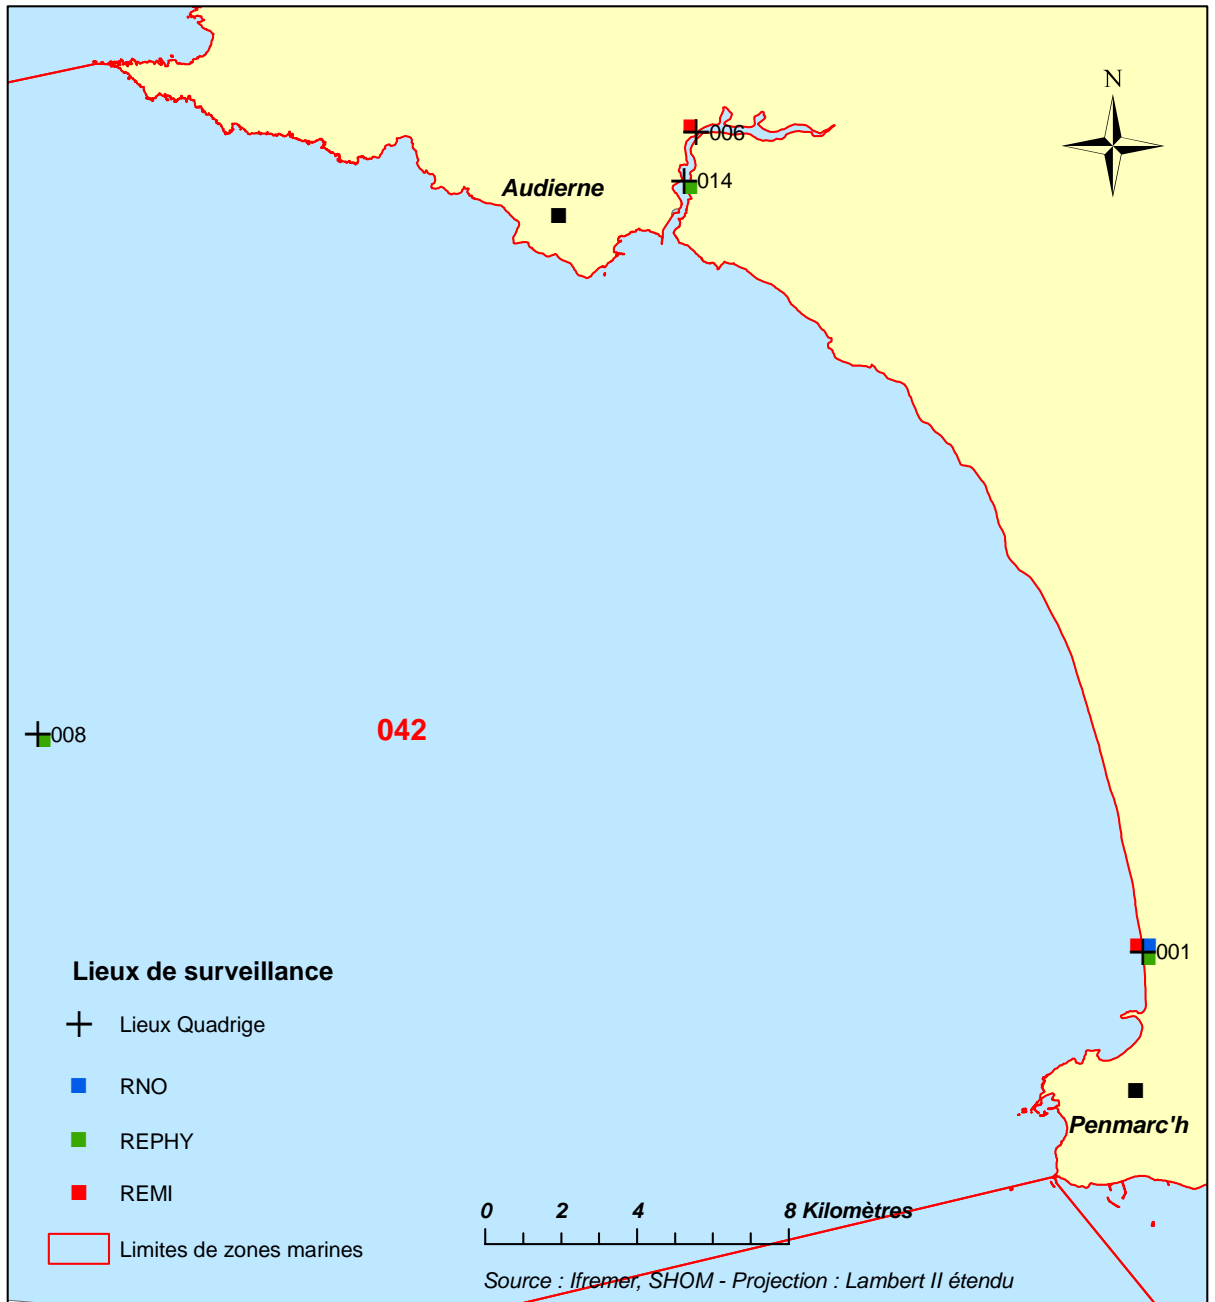 N
006
014
Audierne
008
042
001
Lieux de surveillance
Lieux Quadrige
RNO
REPHY
REMI
Limites de zones marines
Penmarc'h
0 2 4 8 Kilomètres
Source : Ifremer, SHOM - Projection : Lambert II étendu